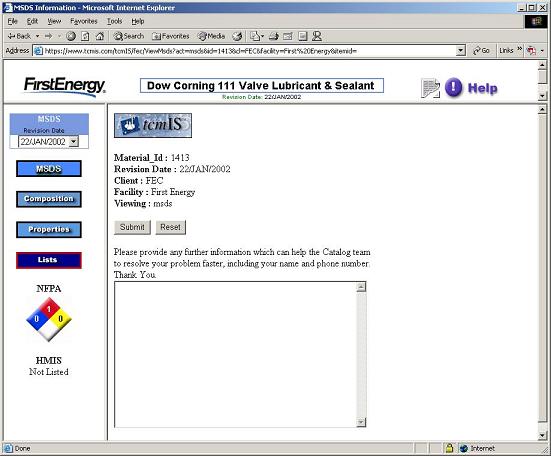 MSDS Information - Microsoft Internet Explorer
File Edit View Favorites Tools Help
Back Search Favorites Media
Address https://www.tcmis.com/tcmIS/fec/ViewMsds?act=msds&id=1413&cl=FEC&facility=First%20Energy&itemid= Go Links »
FirstEnergy
Dow Corning 111 Valve Lubricant & Sealant
Revision Date: 22/JAN/2002
Help
MSDS
Revision Date
22/JAN/2002
MSDS
Composition
Properties
Lists
NFPA
1
0 0
HMIS
Not Listed
tcmIS
Material_Id : 1413
Revision Date : 22/JAN/2002
Client : FEC
Facility : First Energy
Viewing : msds
Submit Reset
Please provide any further information which can help the Catalog team
to resolve your problem faster, including your name and phone number.
Thank You.
Done Internet